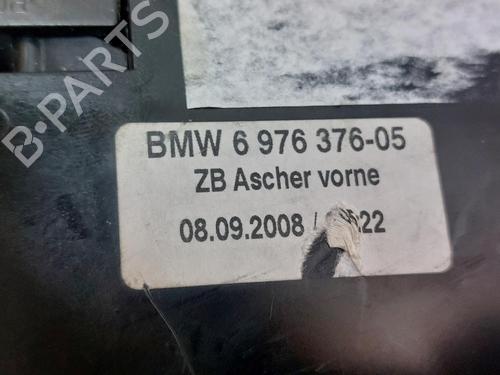 B-PARTS
BMW 6 976 376-05
ZB Ascher vorne
08.09.2008 /